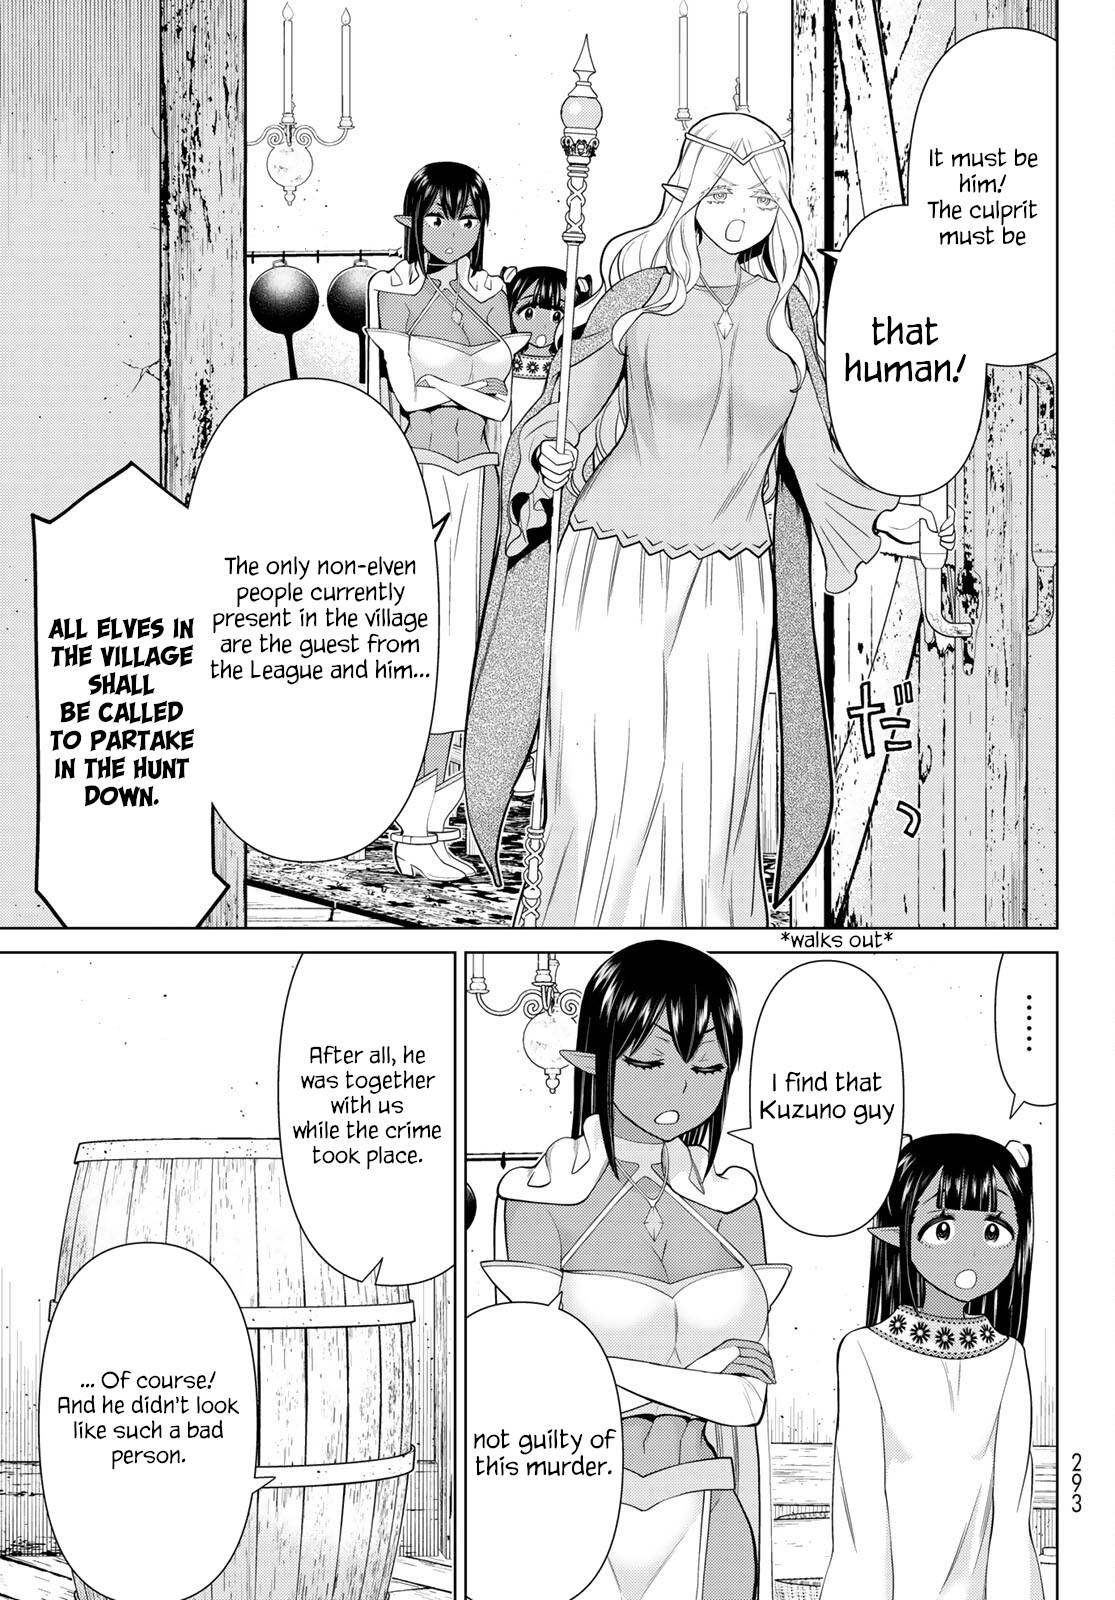 It must be
him!
The culprit
must be
that
human!
The only non-elven
people currently
present in the village
are the guest from
the League and him...
ALL ELVES IN
THE VILLAGE
SHALL
BE CALLED
TO PARTAKE
IN THE HUNT
DOWN.
ダッ
*walks out*
........
I find that
Kuzuno guy
not guilty of
this murder.
After all, he
was together
with us
while the crime
took place.
... Of course!
And he didn't look
like such a bad
person.
293